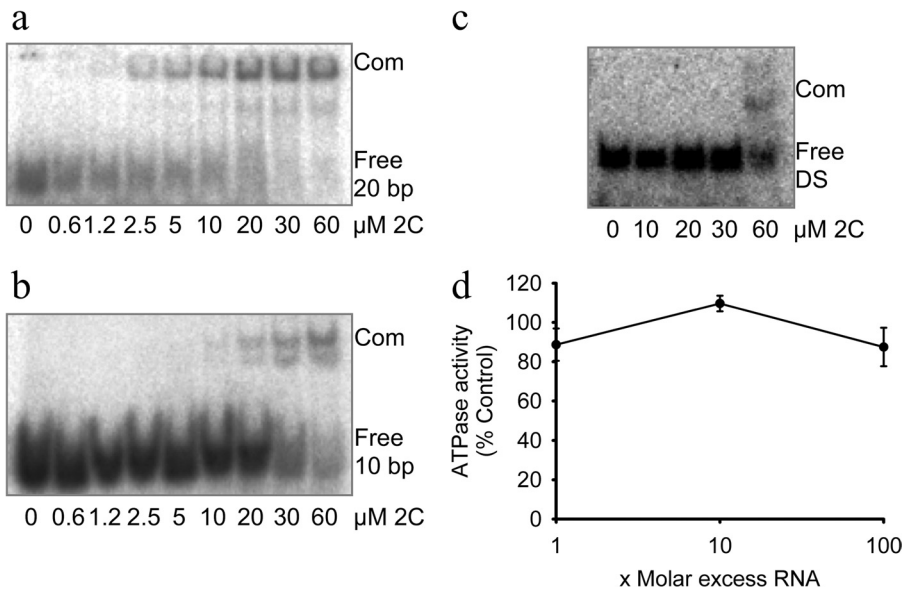 a
Com
Free
20 bp
0 0.6 1.2 2.5 5 10 20 30 60 µM 2C
b
Com
Free
10 bp
0 0.6 1.2 2.5 5 10 20 30 60 µM 2C
c
Com
Free
DS
0 10 20 30 60 µM 2C
d
ATPase activity
(% Control)
120
100
80
60
40
20
0
1 10 100
x Molar excess RNA